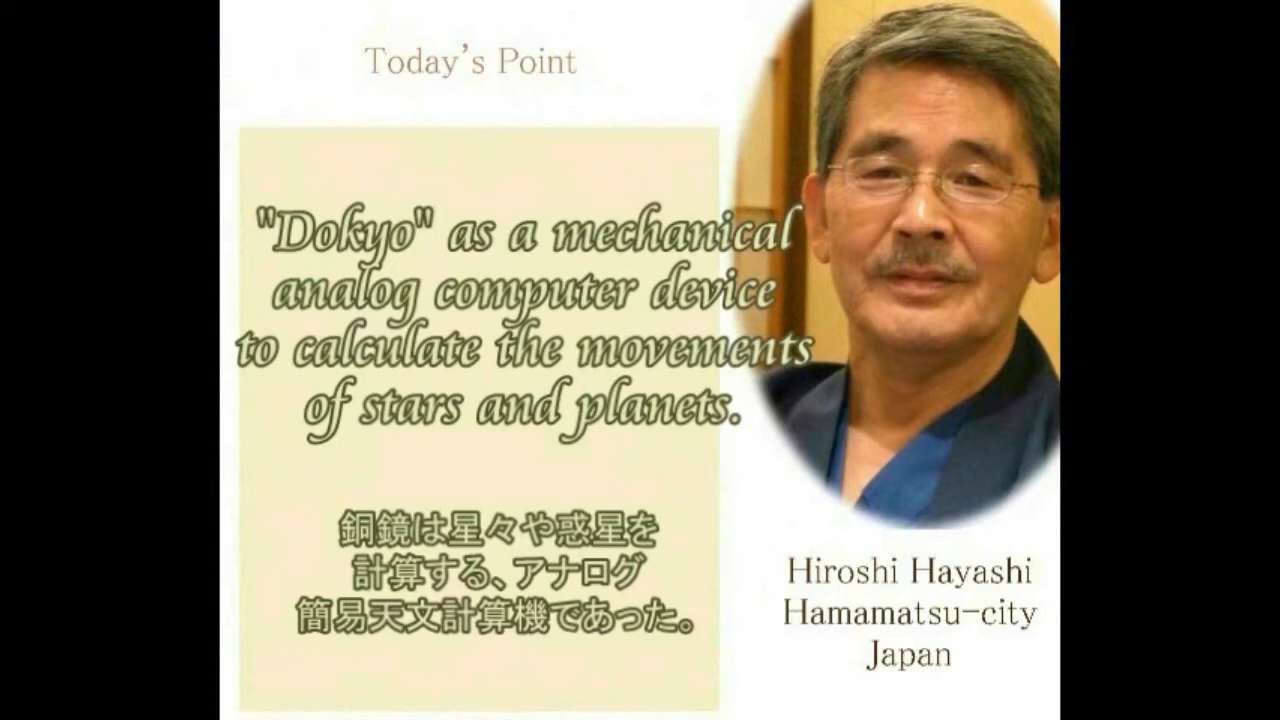 Today's Point
"Dokyo" as a mechanical
analog computer device
to calculate the movements
of stars and planets.
銅鏡は星々や惑星を
計算する、アナログ
簡易天文計算機であった。
Hiroshi Hayashi
Hamamatsu-city
Japan